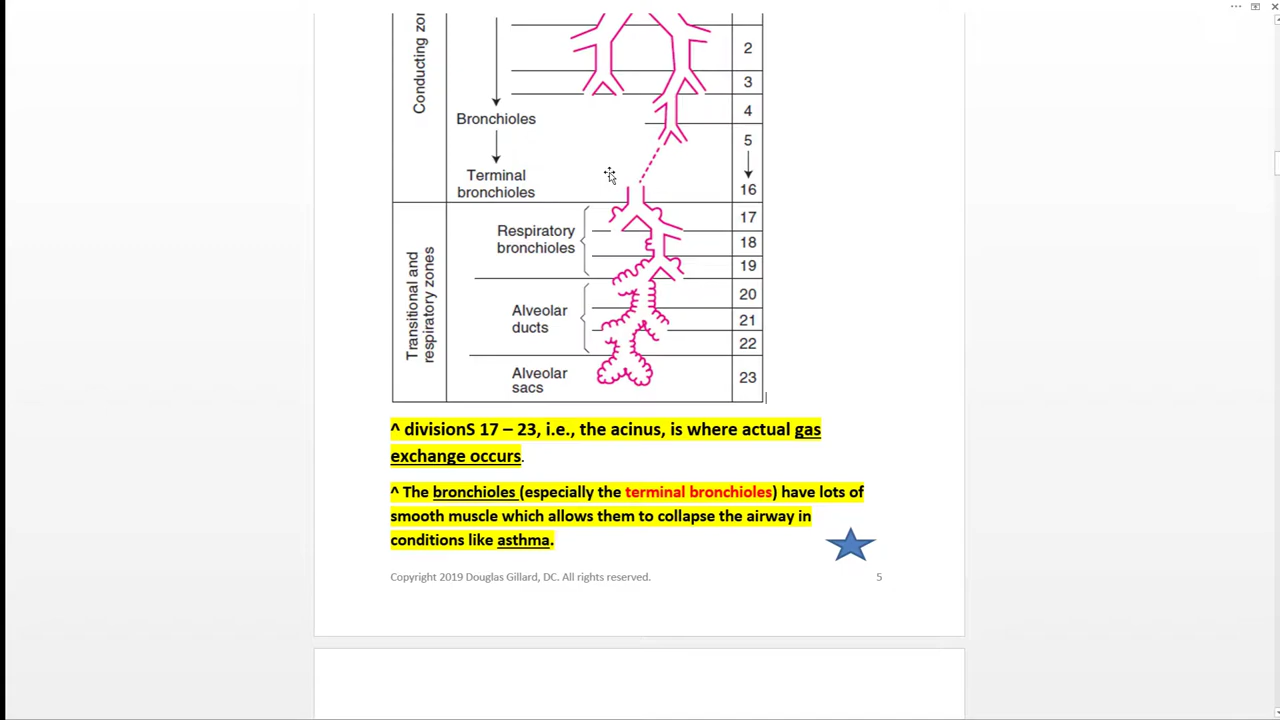 Conducting zo
2
3
4
Bronchioles
5
Terminal
bronchioles
16
Transitional and
respiratory zones
Respiratory
bronchioles
17
18
19
Alveolar
ducts
20
21
22
Alveolar
sacs
23
^ divisionS 17 – 23, i.e., the acinus, is where actual gas
exchange occurs.
^ The bronchioles (especially the terminal bronchioles) have lots of
smooth muscle which allows them to collapse the airway in
conditions like asthma.
Copyright 2019 Douglas Gillard, DC. All rights reserved.
5